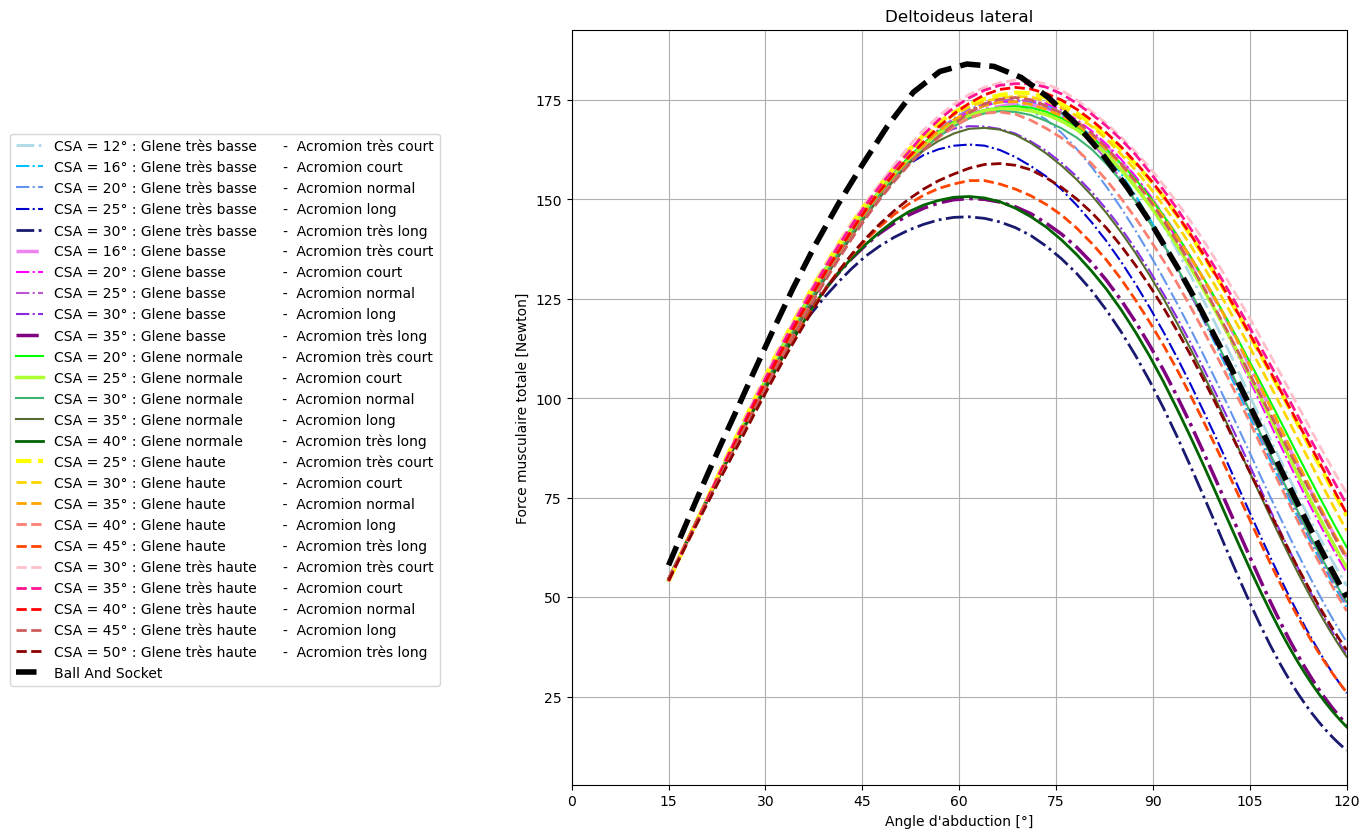 Deltoideus lateral
CSA = 12° : Glene très basse - Acromion très court
CSA = 16° : Glene très basse - Acromion court
CSA = 20° : Glene très basse - Acromion normal
CSA = 25° : Glene très basse - Acromion long
CSA = 30° : Glene très basse - Acromion très long
CSA = 16° : Glene basse - Acromion très court
CSA = 20° : Glene basse - Acromion court
CSA = 25° : Glene basse - Acromion normal
CSA = 30° : Glene basse - Acromion long
CSA = 35° : Glene basse - Acromion très long
CSA = 20° : Glene normale - Acromion très court
CSA = 25° : Glene normale - Acromion court
CSA = 30° : Glene normale - Acromion normal
CSA = 35° : Glene normale - Acromion long
CSA = 40° : Glene normale - Acromion très long
CSA = 25° : Glene haute - Acromion très court
CSA = 30° : Glene haute - Acromion court
CSA = 35° : Glene haute - Acromion normal
CSA = 40° : Glene haute - Acromion long
CSA = 45° : Glene haute - Acromion très long
CSA = 30° : Glene très haute - Acromion très court
CSA = 35° : Glene très haute - Acromion court
CSA = 40° : Glene très haute - Acromion normal
CSA = 45° : Glene très haute - Acromion long
CSA = 50° : Glene très haute - Acromion très long
Ball And Socket
Force musculaire totale [Newton]
175
150
125
100
75
50
25
0 15 30 45 60 75 90 105 120
Angle d'abduction [°]